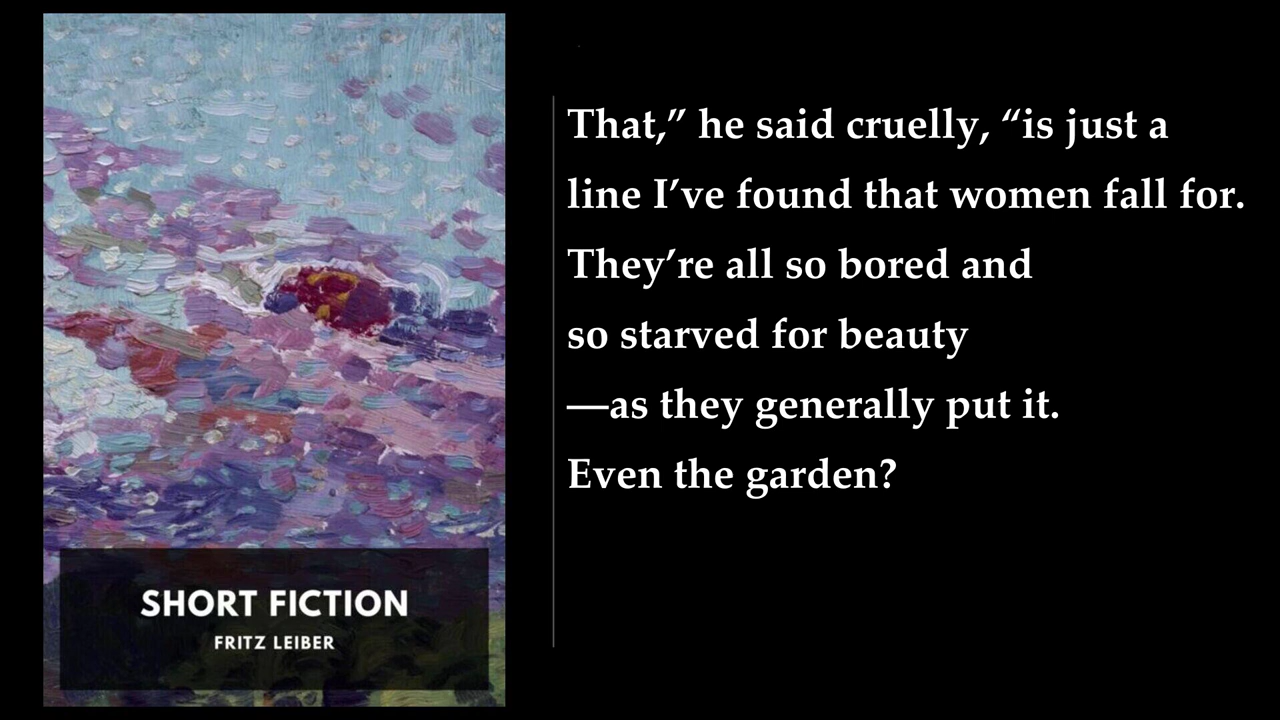 SHORT FICTION
FRITZ LEIBER
That,” he said cruelly, “is just a
line I’ve found that women fall for.
They’re all so bored and
so starved for beauty
—as they generally put it.
Even the garden?